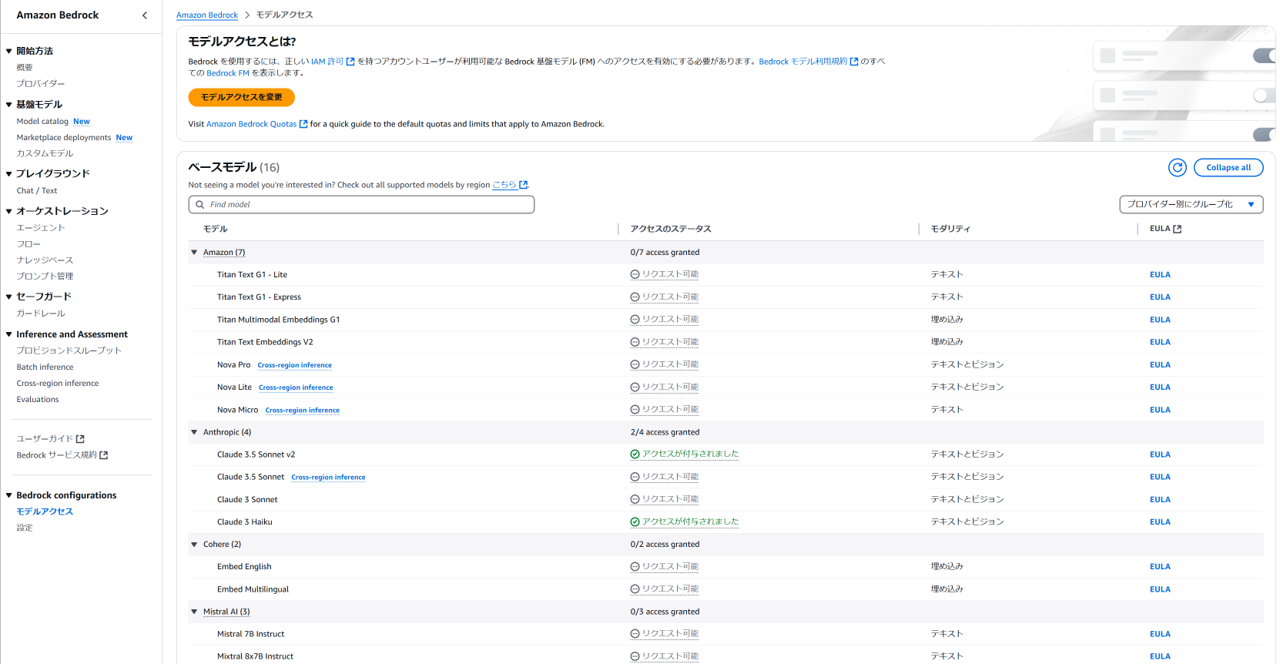 Amazon Bedrock
開始方法
概要
プロバイダー
基盤モデル
Model catalog New
Marketplace deployments New
カスタムモデル
プレイグラウンド
Chat / Text
オーケストレーション
エージェント
フロー
ナレッジベース
プロンプト管理
セーフガード
ガードレール
Inference and Assessment
プロビジョンドスループット
Batch inference
Cross-region inference
Evaluations
ユーザーガイド
Bedrock サービス規約
Bedrock configurations
モデルアクセス
設定
Amazon Bedrock > モデルアクセス
モデルアクセスとは?
Bedrock を使用するには、正しい IAM 許可 を持つアカウントユーザーが利用可能な Bedrock 基盤モデル (FM) へのアクセスを有効にする必要があります。Bedrock モデル利用規約 のすべ
ての Bedrock FM を表示します。
モデルアクセスを変更
Visit Amazon Bedrock Quotas for a quick guide to the default quotas and limits that apply to Amazon Bedrock.
ベースモデル (16)
Collapse all
Not seeing a model you're interested in? Check out all supported models by region こちら.
Find model
プロバイダー別にグループ化
モデル アクセスのステータス モダリティ EULA
Amazon (7) 0/7 access granted
Titan Text G1 - Lite リクエスト可能 テキスト EULA
Titan Text G1 - Express リクエスト可能 テキスト EULA
Titan Multimodal Embeddings G1 リクエスト可能 埋め込み EULA
Titan Text Embeddings V2 リクエスト可能 埋め込み EULA
Nova Pro Cross-region inference リクエスト可能 テキストとビジョン EULA
Nova Lite Cross-region inference リクエスト可能 テキストとビジョン EULA
Nova Micro Cross-region inference リクエスト可能 テキスト EULA
Anthropic (4) 2/4 access granted
Claude 3.5 Sonnet v2 アクセスが付与されました テキストとビジョン EULA
Claude 3.5 Sonnet Cross-region inference リクエスト可能 テキストとビジョン EULA
Claude 3 Sonnet リクエスト可能 テキストとビジョン EULA
Claude 3 Haiku アクセスが付与されました テキストとビジョン EULA
Cohere (2) 0/2 access granted
Embed English リクエスト可能 埋め込み EULA
Embed Multilingual リクエスト可能 埋め込み EULA
Mistral AI (3) 0/3 access granted
Mistral 7B Instruct リクエスト可能 テキスト EULA
Mixtral 8x7B Instruct リクエスト可能 テキスト EULA